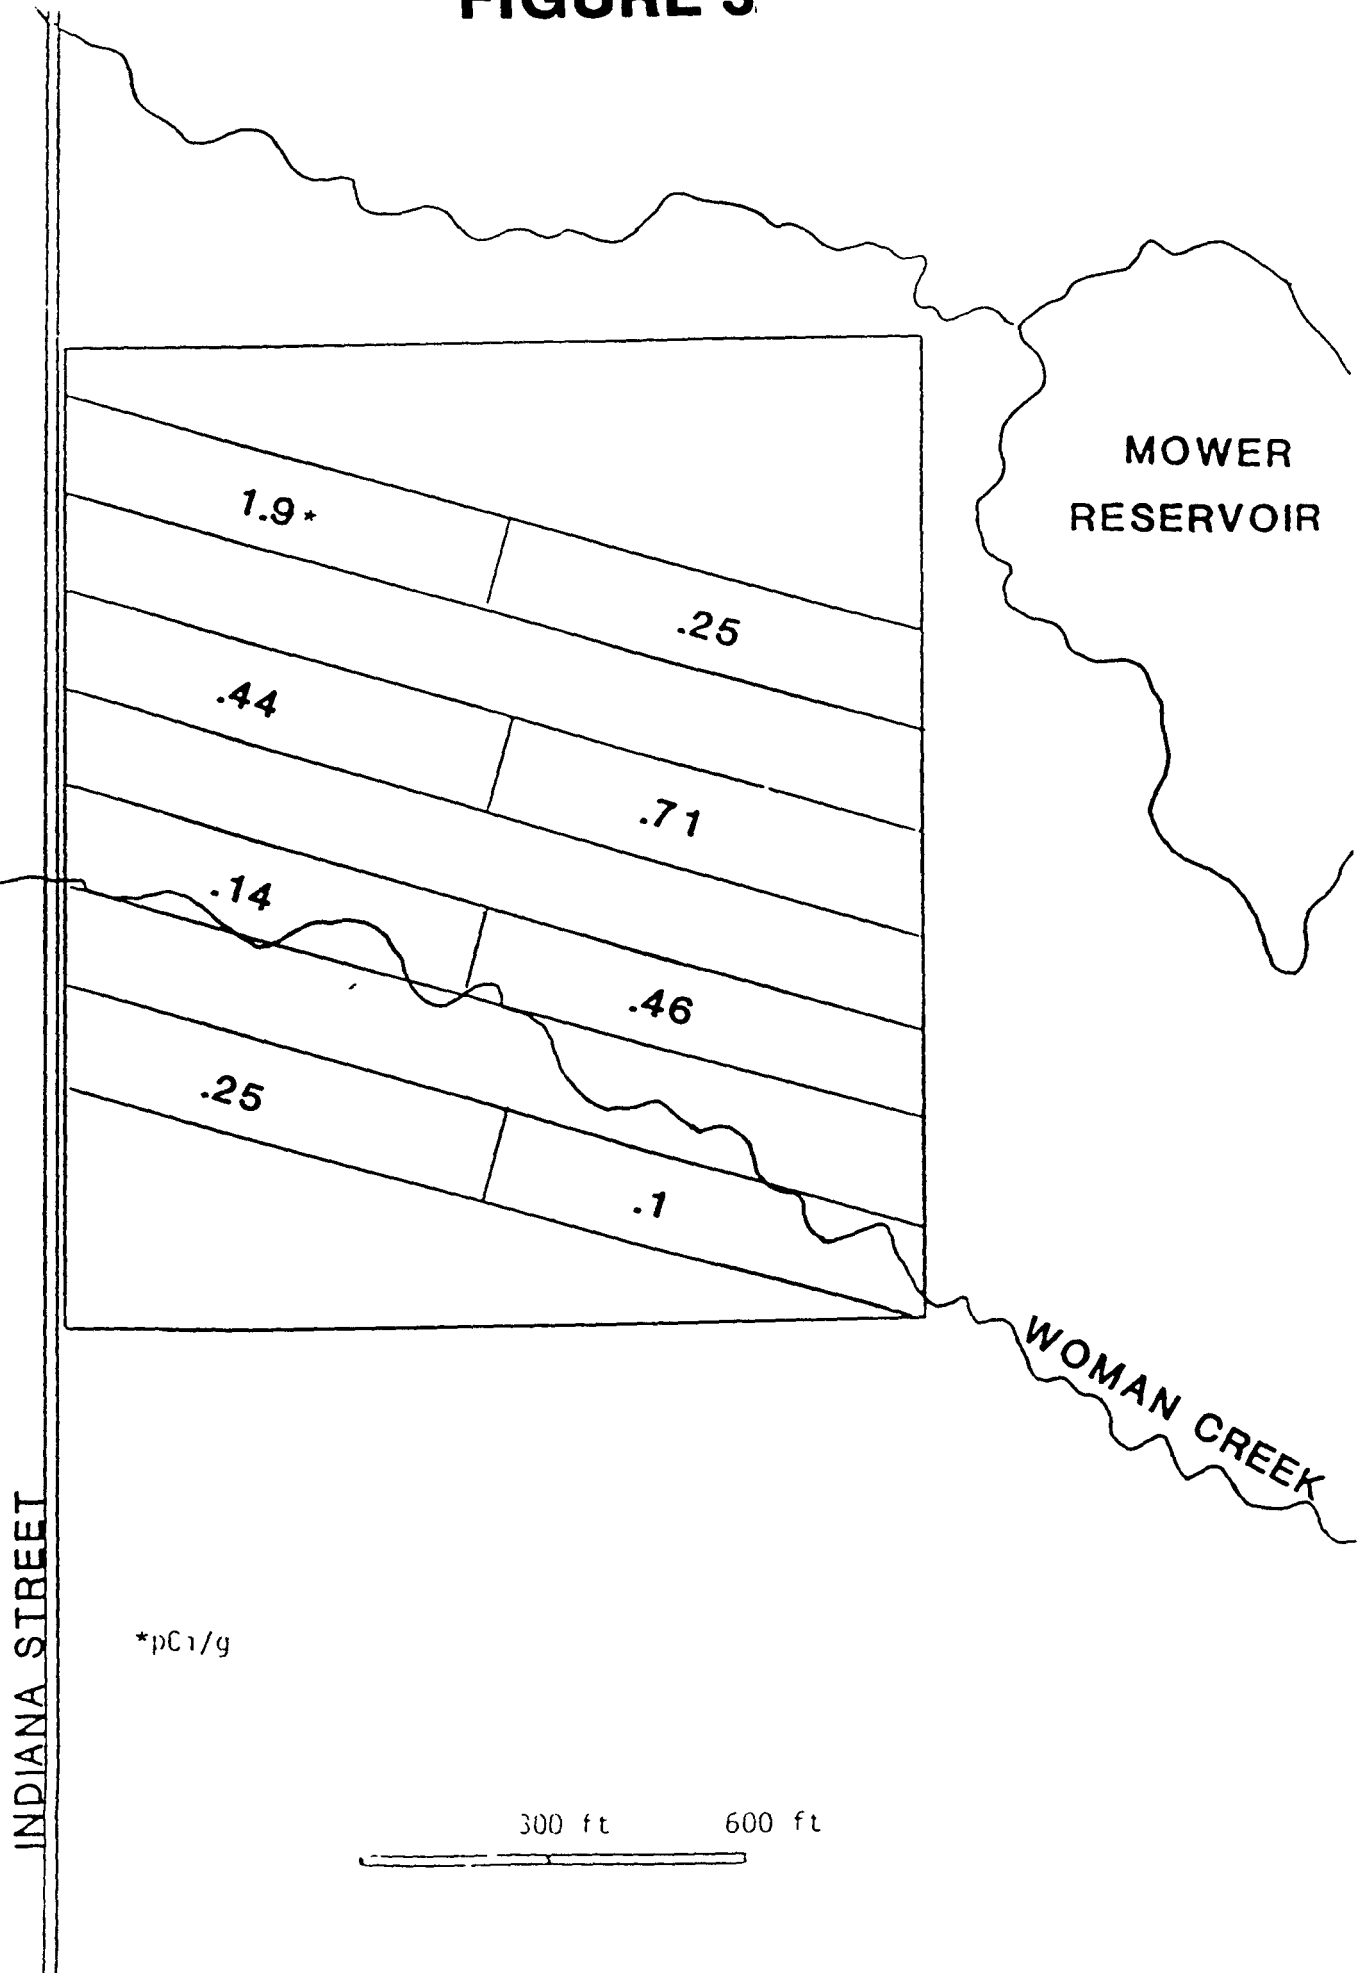 FIGURE
MOWER
RESERVOIR
1.9*
.25
.44
.71
.14
.46
.25
.1
WOMAN CREEK
INDIANA STREET
*pCi/g
300 ft 600 ft